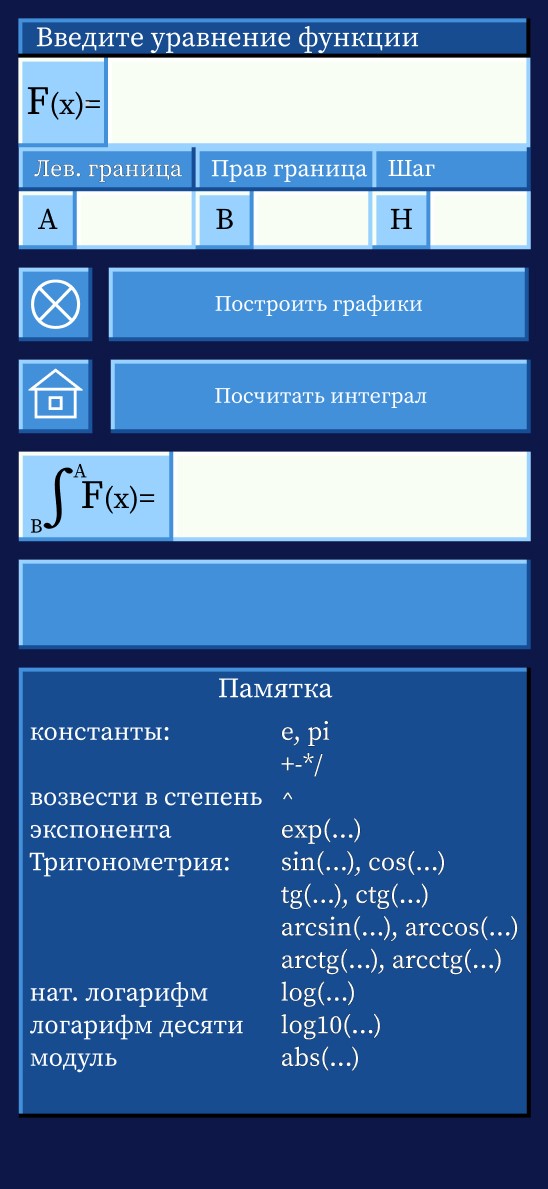 Введите уравнение функции
F(x)=
Лев. граница Прав граница Шаг
A B H
Построить графики
Посчитать интеграл
A
∫F(x)=
B
Памятка
константы: e, pi
+-*/
возвести в степень ^
экспонента exp(...)
Тригонометрия: sin(...), cos(...)
tg(...), ctg(...)
arcsin(...), arccos(...)
arctg(...), arcctg(...)
нат. логарифм log(...)
логарифм десяти log10(...)
модуль abs(...)